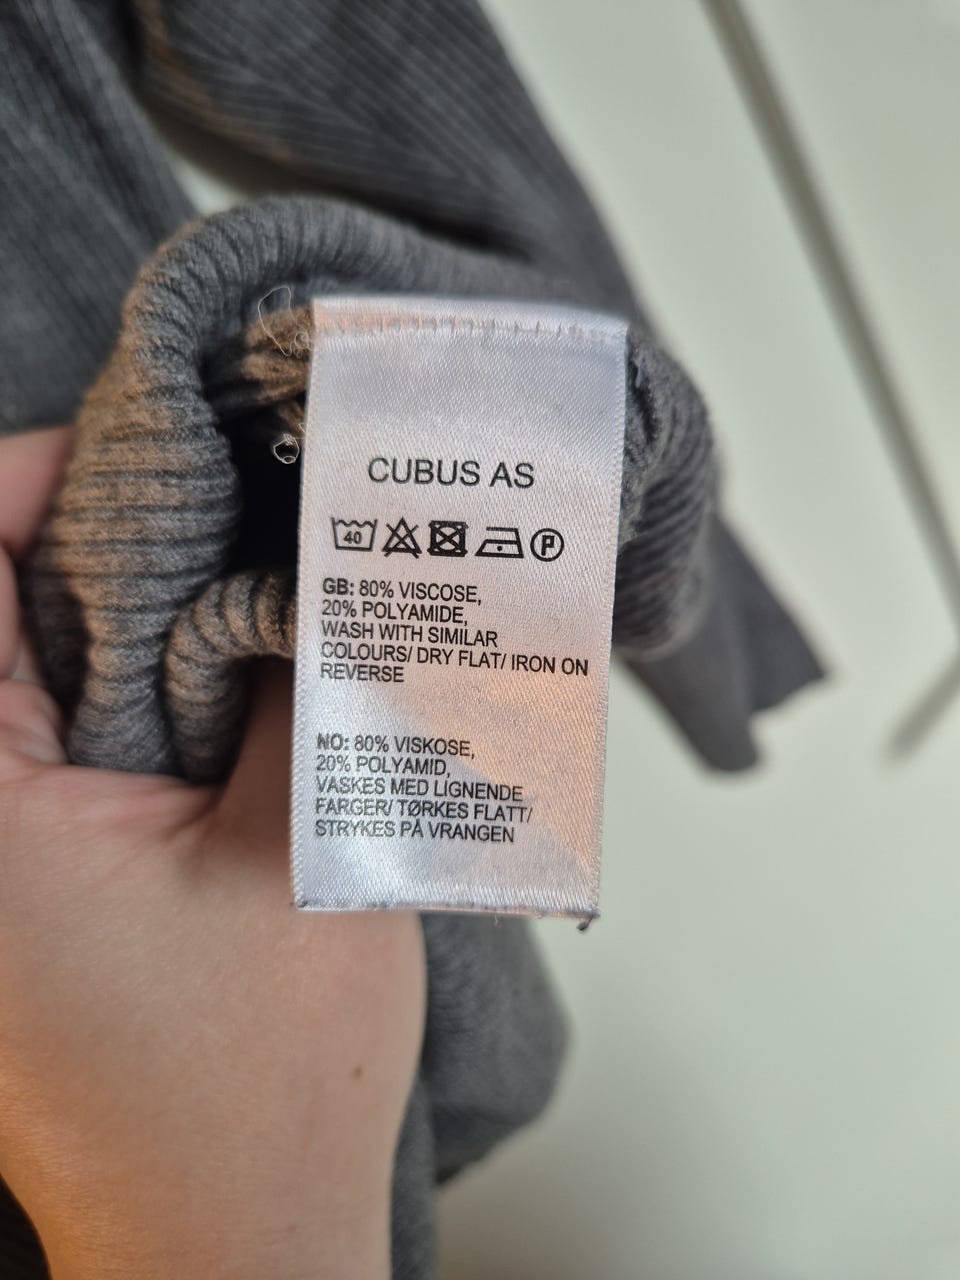 CUBUS AS
40 P
GB: 80% VISCOSE,
20% POLYAMIDE,
WASH WITH SIMILAR
COLOURS/ DRY FLAT/ IRON ON
REVERSE
NO: 80% VISKOSE,
20% POLYAMID,
VASKES MED LIGNENDE
FARGER/ TØRKES FLATT/
STRYKES PÅ VRANGEN